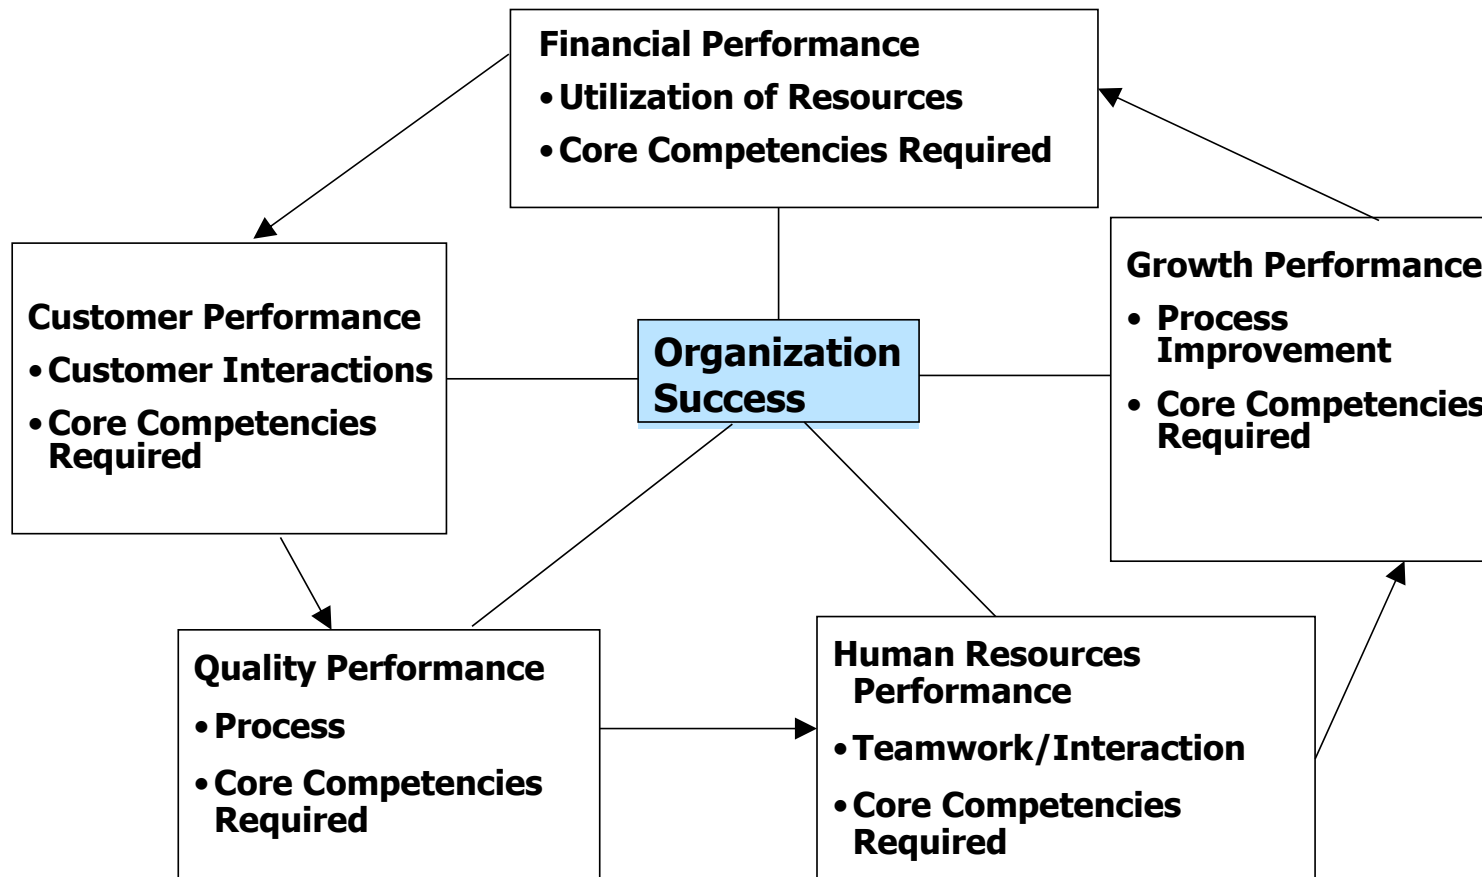 Financial Performance
• Utilization of Resources
• Core Competencies Required
Customer Performance
• Customer Interactions
• Core Competencies
Required
Organization
Success
Growth Performance
• Process
Improvement
• Core Competencies
Required
Quality Performance
• Process
• Core Competencies
Required
Human Resources
Performance
• Teamwork/Interaction
• Core Competencies
Required